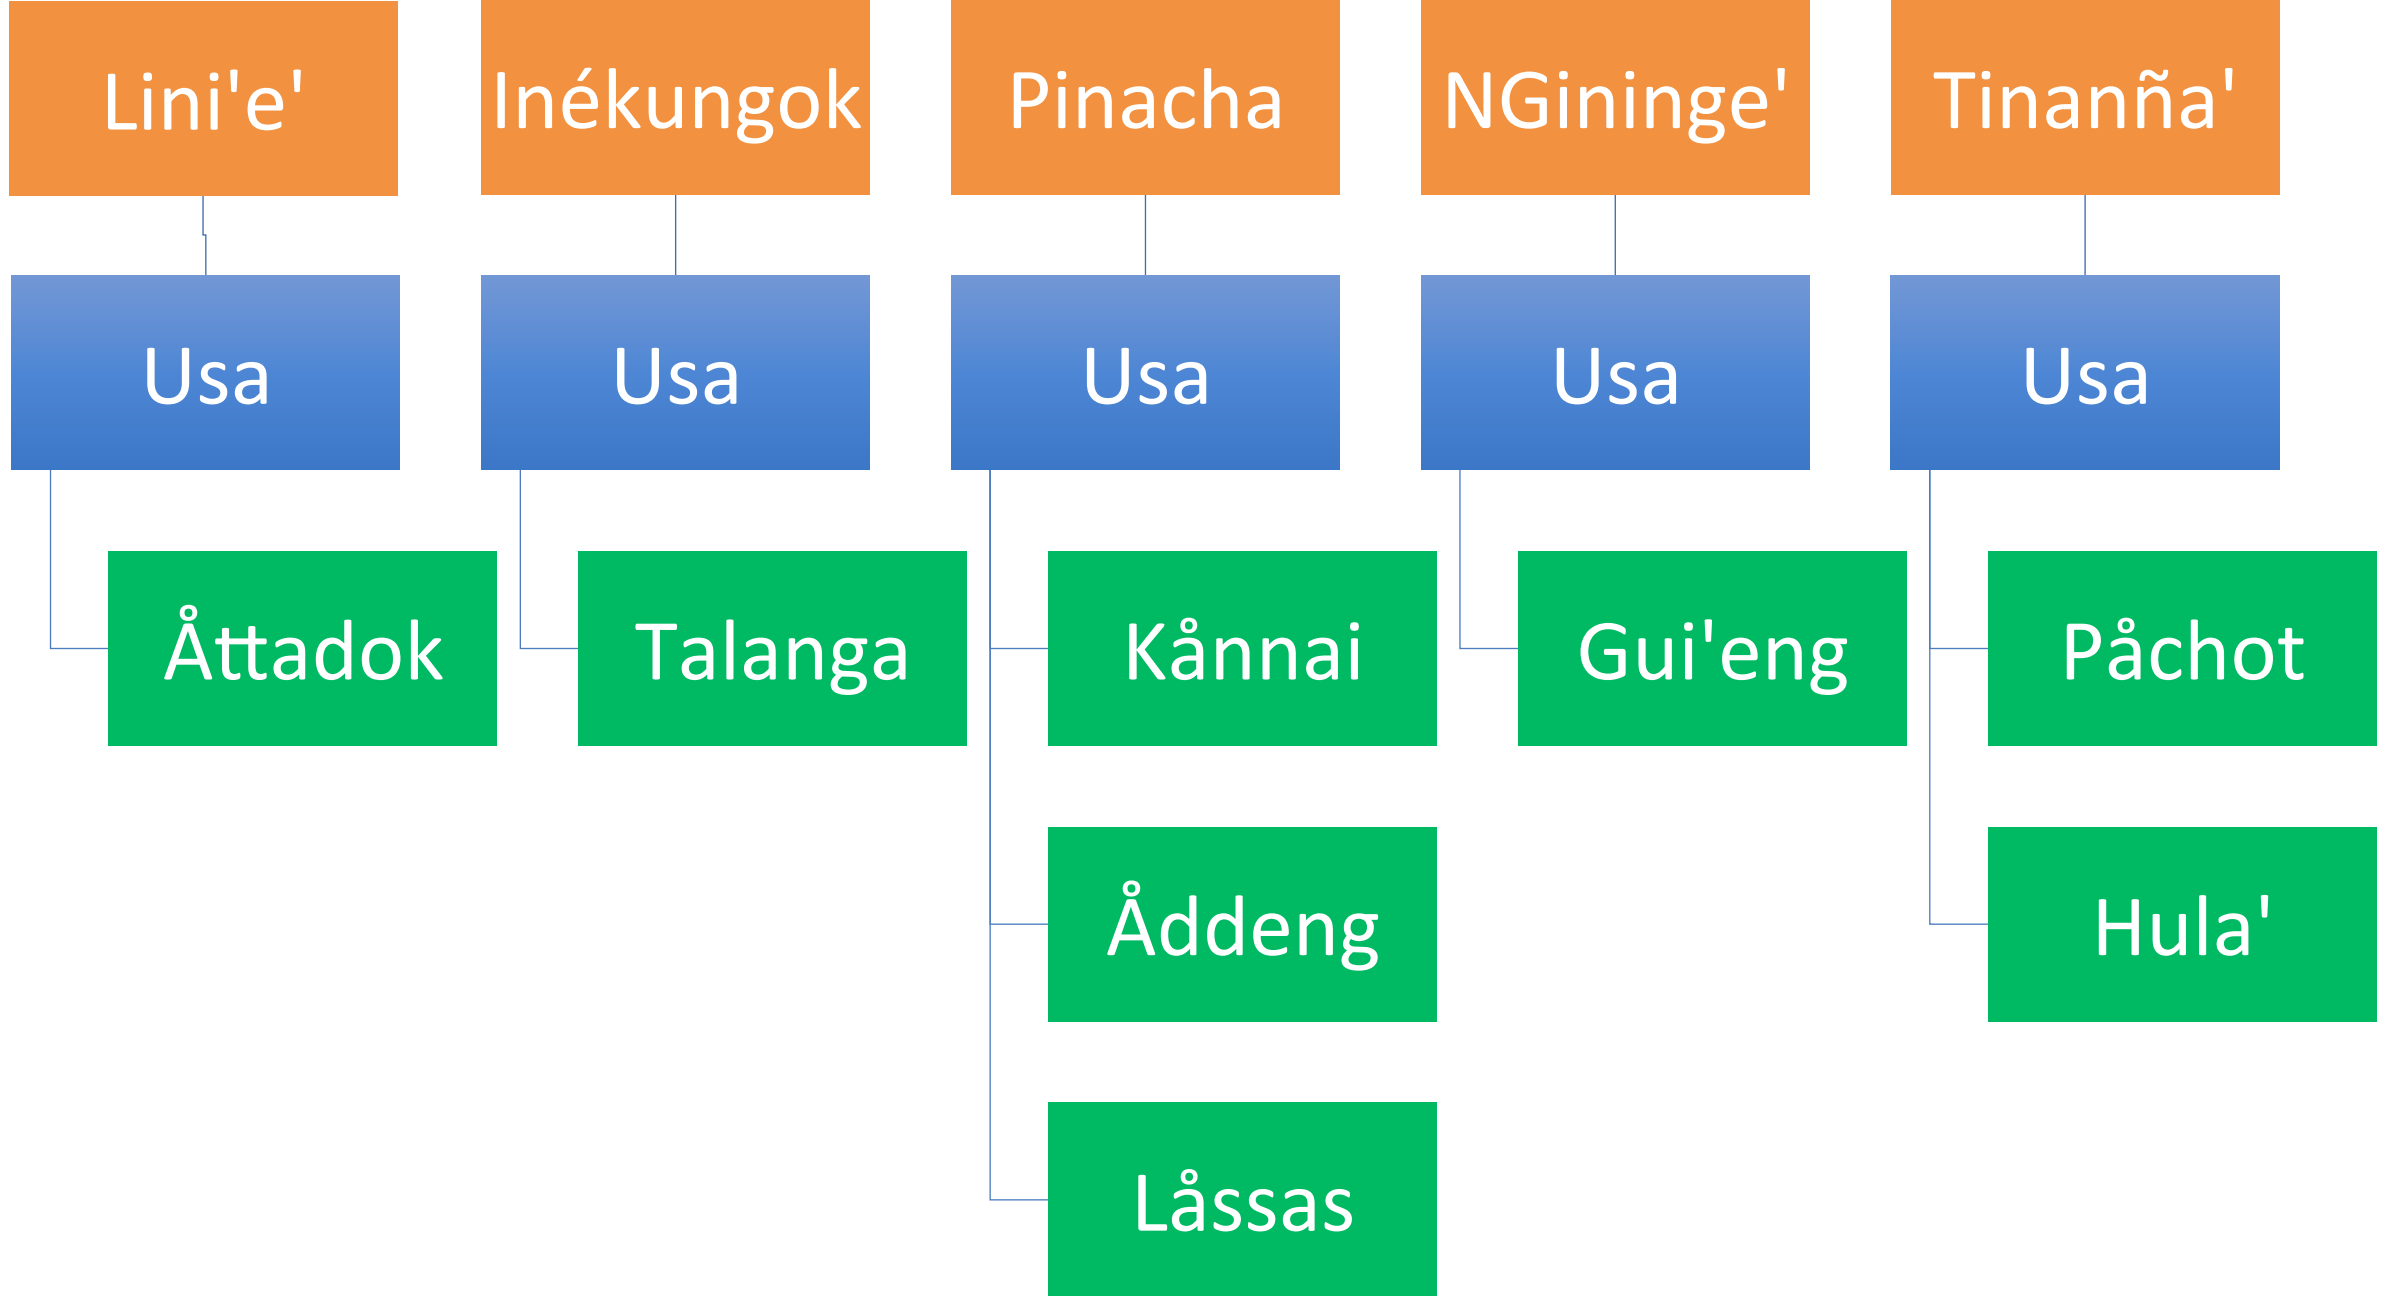 Lini'e'
Inékungok
Pinacha
NGininge'
Tinanña'
Usa
Usa
Usa
Usa
Usa
Åttadok
Talanga
Kånnai
Gui'eng
Påchot
Åddeng
Hula'
Låssas